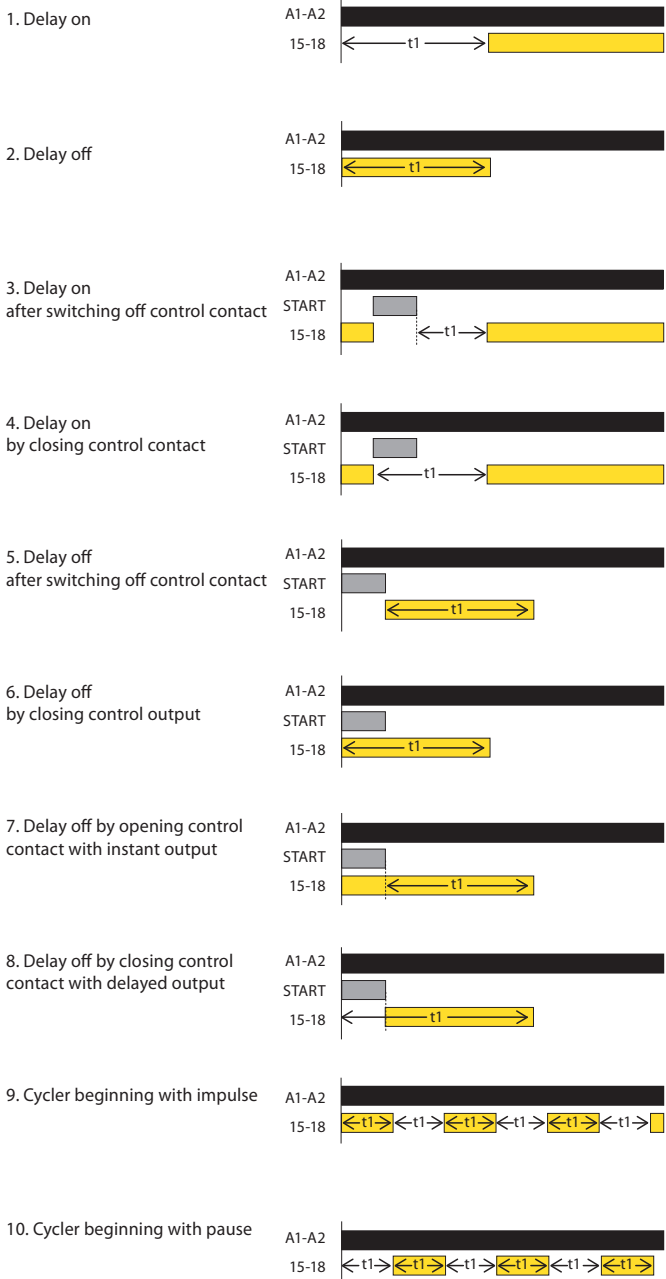 1. Delay on
A1-A2
15-18
t1
2. Delay off
A1-A2
15-18
t1
3. Delay on
after switching off control contact
A1-A2
START
15-18
t1
4. Delay on
by closing control contact
A1-A2
START
15-18
t1
5. Delay off
after switching off control contact
A1-A2
START
15-18
t1
6. Delay off
by closing control output
A1-A2
START
15-18
t1
7. Delay off by opening control
contact with instant output
A1-A2
START
15-18
t1
8. Delay off by closing control
contact with delayed output
A1-A2
START
15-18
t1
9. Cycler beginning with impulse
A1-A2
15-18
t1 t1 t1 t1 t1 t1
10. Cycler beginning with pause
A1-A2
15-18
t1 t1 t1 t1 t1 t1